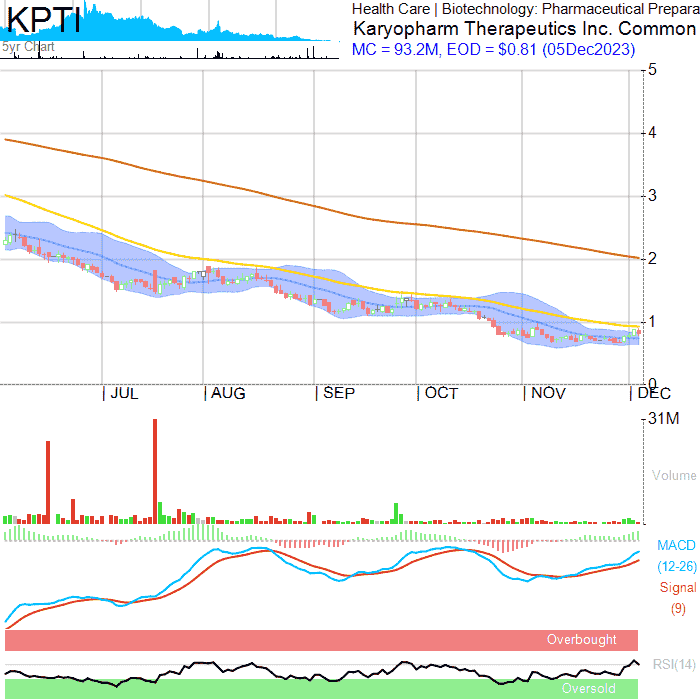 KPTI
5yr Chart
Health Care | Biotechnology: Pharmaceutical Prepara
Karyopharm Therapeutics Inc. Common
MC = 93.2M, EOD = $0.81 (05Dec2023)
5
4
3
2
1
0
| JUL | AUG | SEP | OCT | NOV | DEC
31M
Volume
MACD
(12-26)
Signal
(9)
Overbought
RSI(14)
Oversold